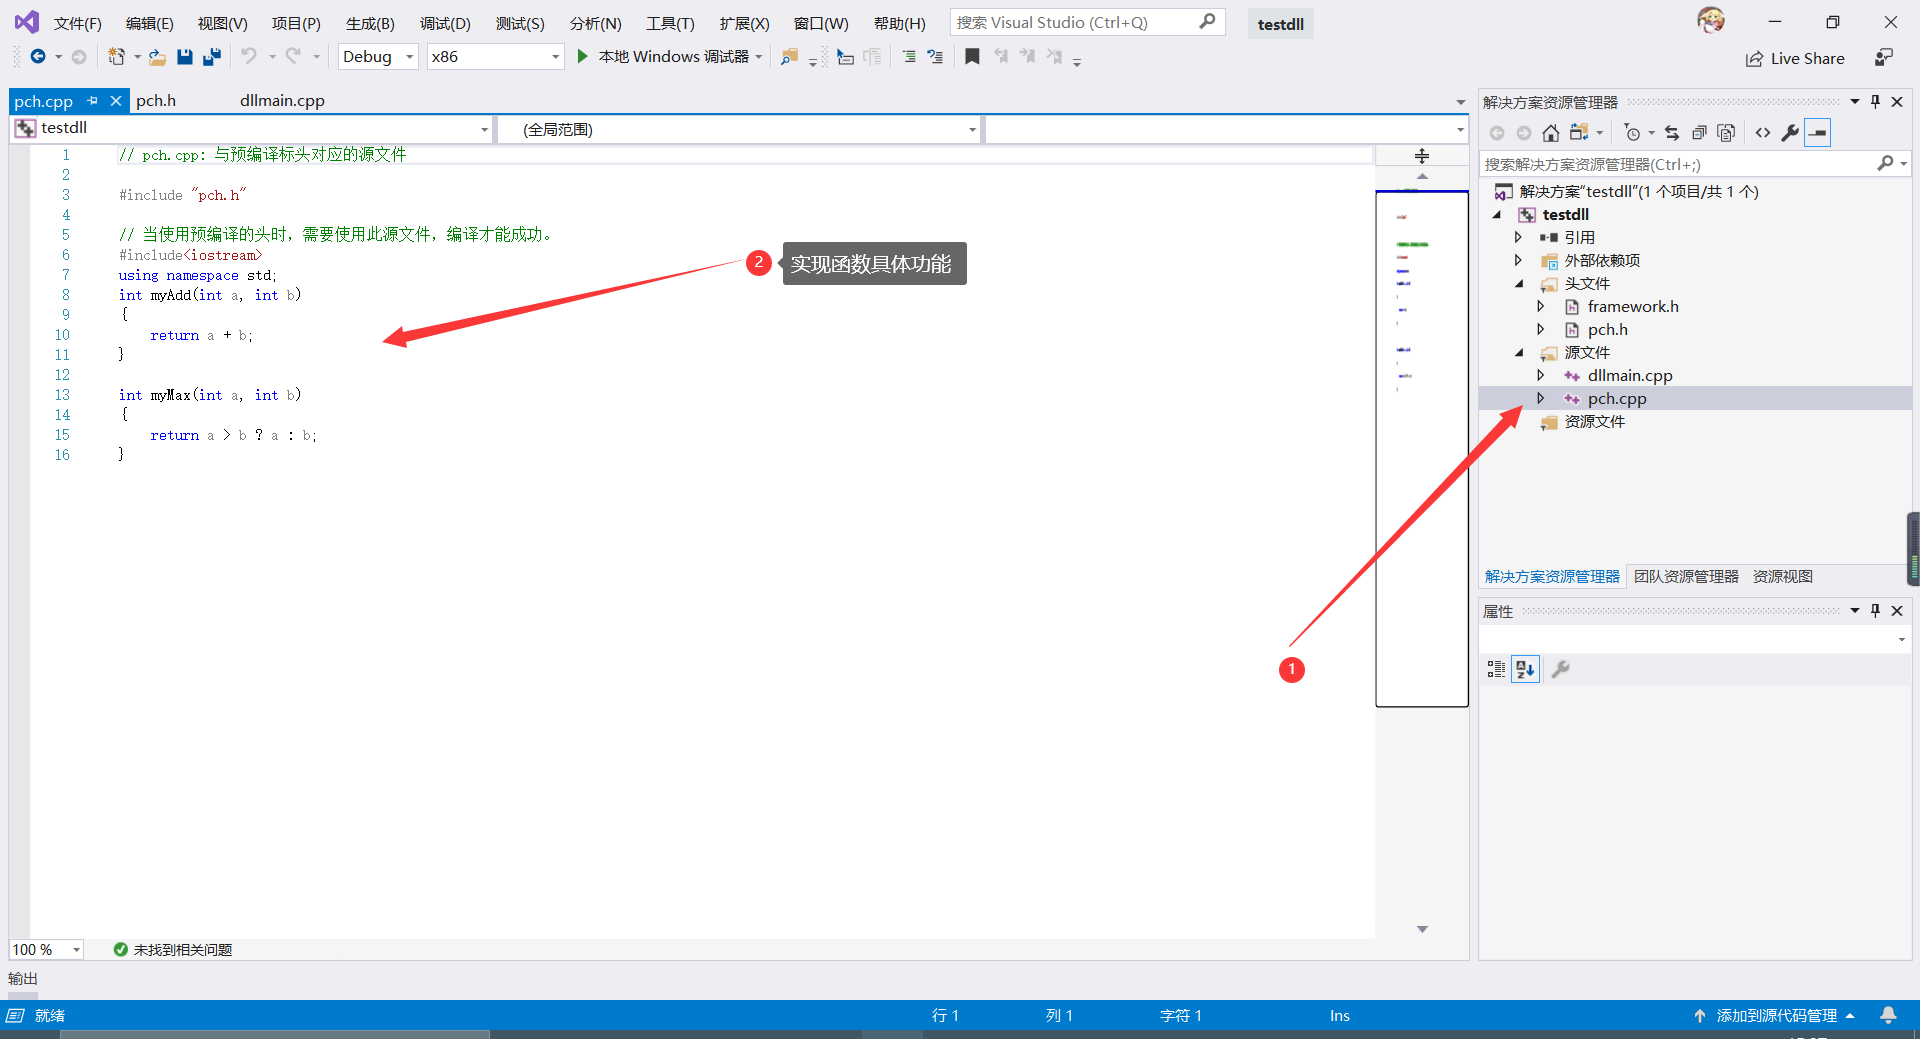 文件(F) 编辑(E) 视图(V) 项目(P) 生成(B) 调试(D) 测试(S) 分析(N) 工具(T) 扩展(X) 窗口(W) 帮助(H) 搜索 Visual Studio (Ctrl+Q) testdll
Debug x86 本地 Windows 调试器 Live Share
pch.cpp pch.h dllmain.cpp
testdll (全局范围)
1 // pch.cpp: 与预编译标头对应的源文件
2
3 #include "pch.h"
4
5 // 当使用预编译的头时，需要使用此源文件，编译才能成功。
6 #include<iostream>
7 using namespace std;
8 int myAdd(int a, int b)
9 {
10 return a + b;
11 }
12
13 int myMax(int a, int b)
14 {
15 return a > b ? a : b;
16 }
2 实现函数具体功能
1
解决方案资源管理器
搜索解决方案资源管理器(Ctrl+;)
解决方案"testdll"(1 个项目/共 1 个)
testdll
引用
外部依赖项
头文件
framework.h
pch.h
源文件
dllmain.cpp
pch.cpp
资源文件
解决方案资源管理器 团队资源管理器 资源视图
属性
100 % 未找到相关问题
输出
就绪 行 1 列 1 字符 1 Ins 添加到源代码管理